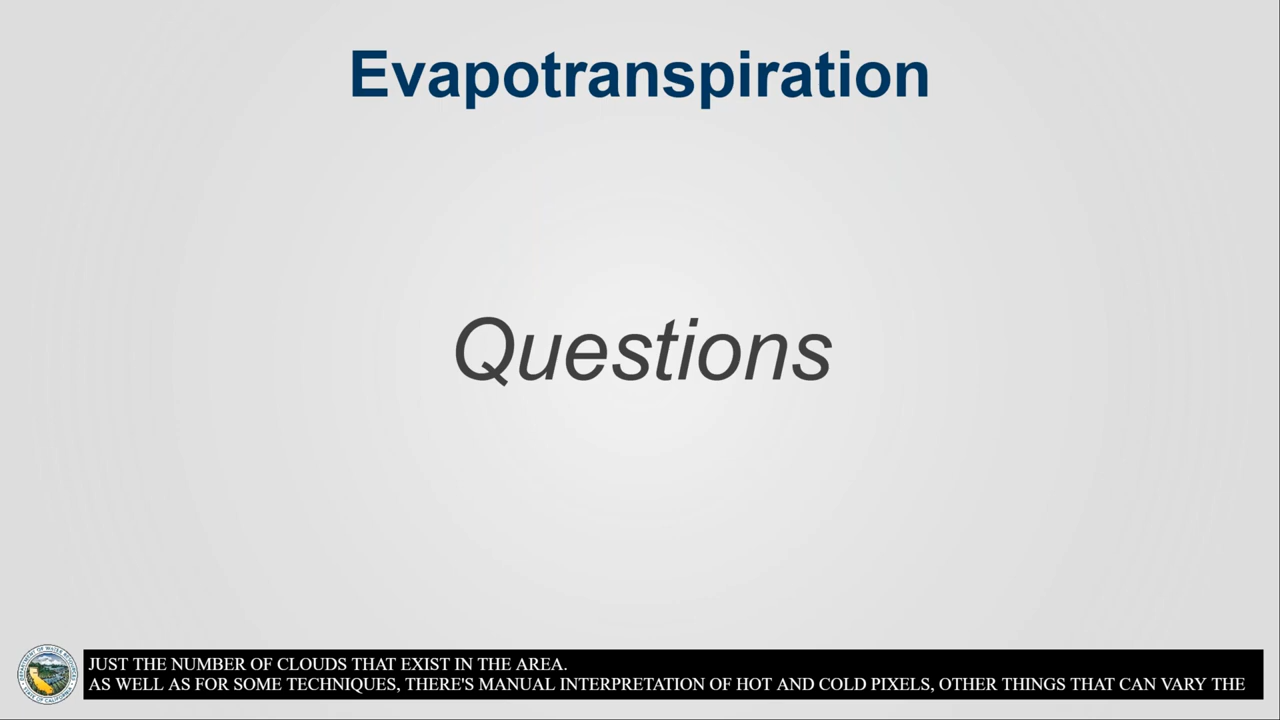 Evapotranspiration
Questions
JUST THE NUMBER OF CLOUDS THAT EXIST IN THE AREA.
AS WELL AS FOR SOME TECHNIQUES, THERE'S MANUAL INTERPRETATION OF HOT AND COLD PIXELS, OTHER THINGS THAT CAN VARY THE